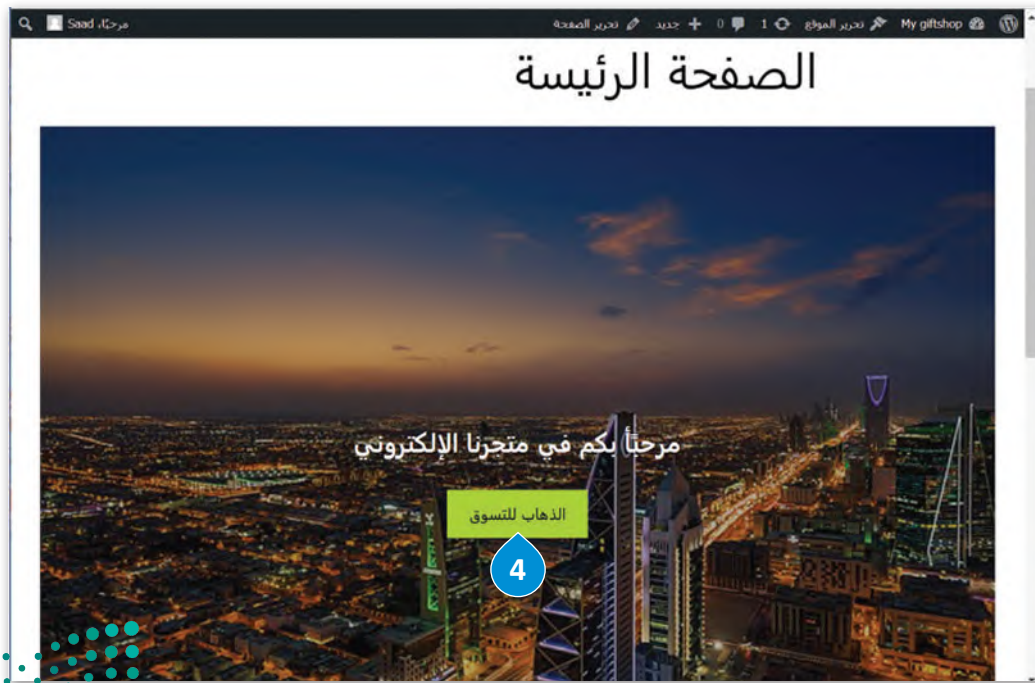 My giftshop تحرير الموقع 1 0 جديد تحرير الصفحة مرحبًا، Saad
الصفحة الرئيسة
مرحبًا بكم في متجرنا الإلكتروني
الذهاب للتسوق
4